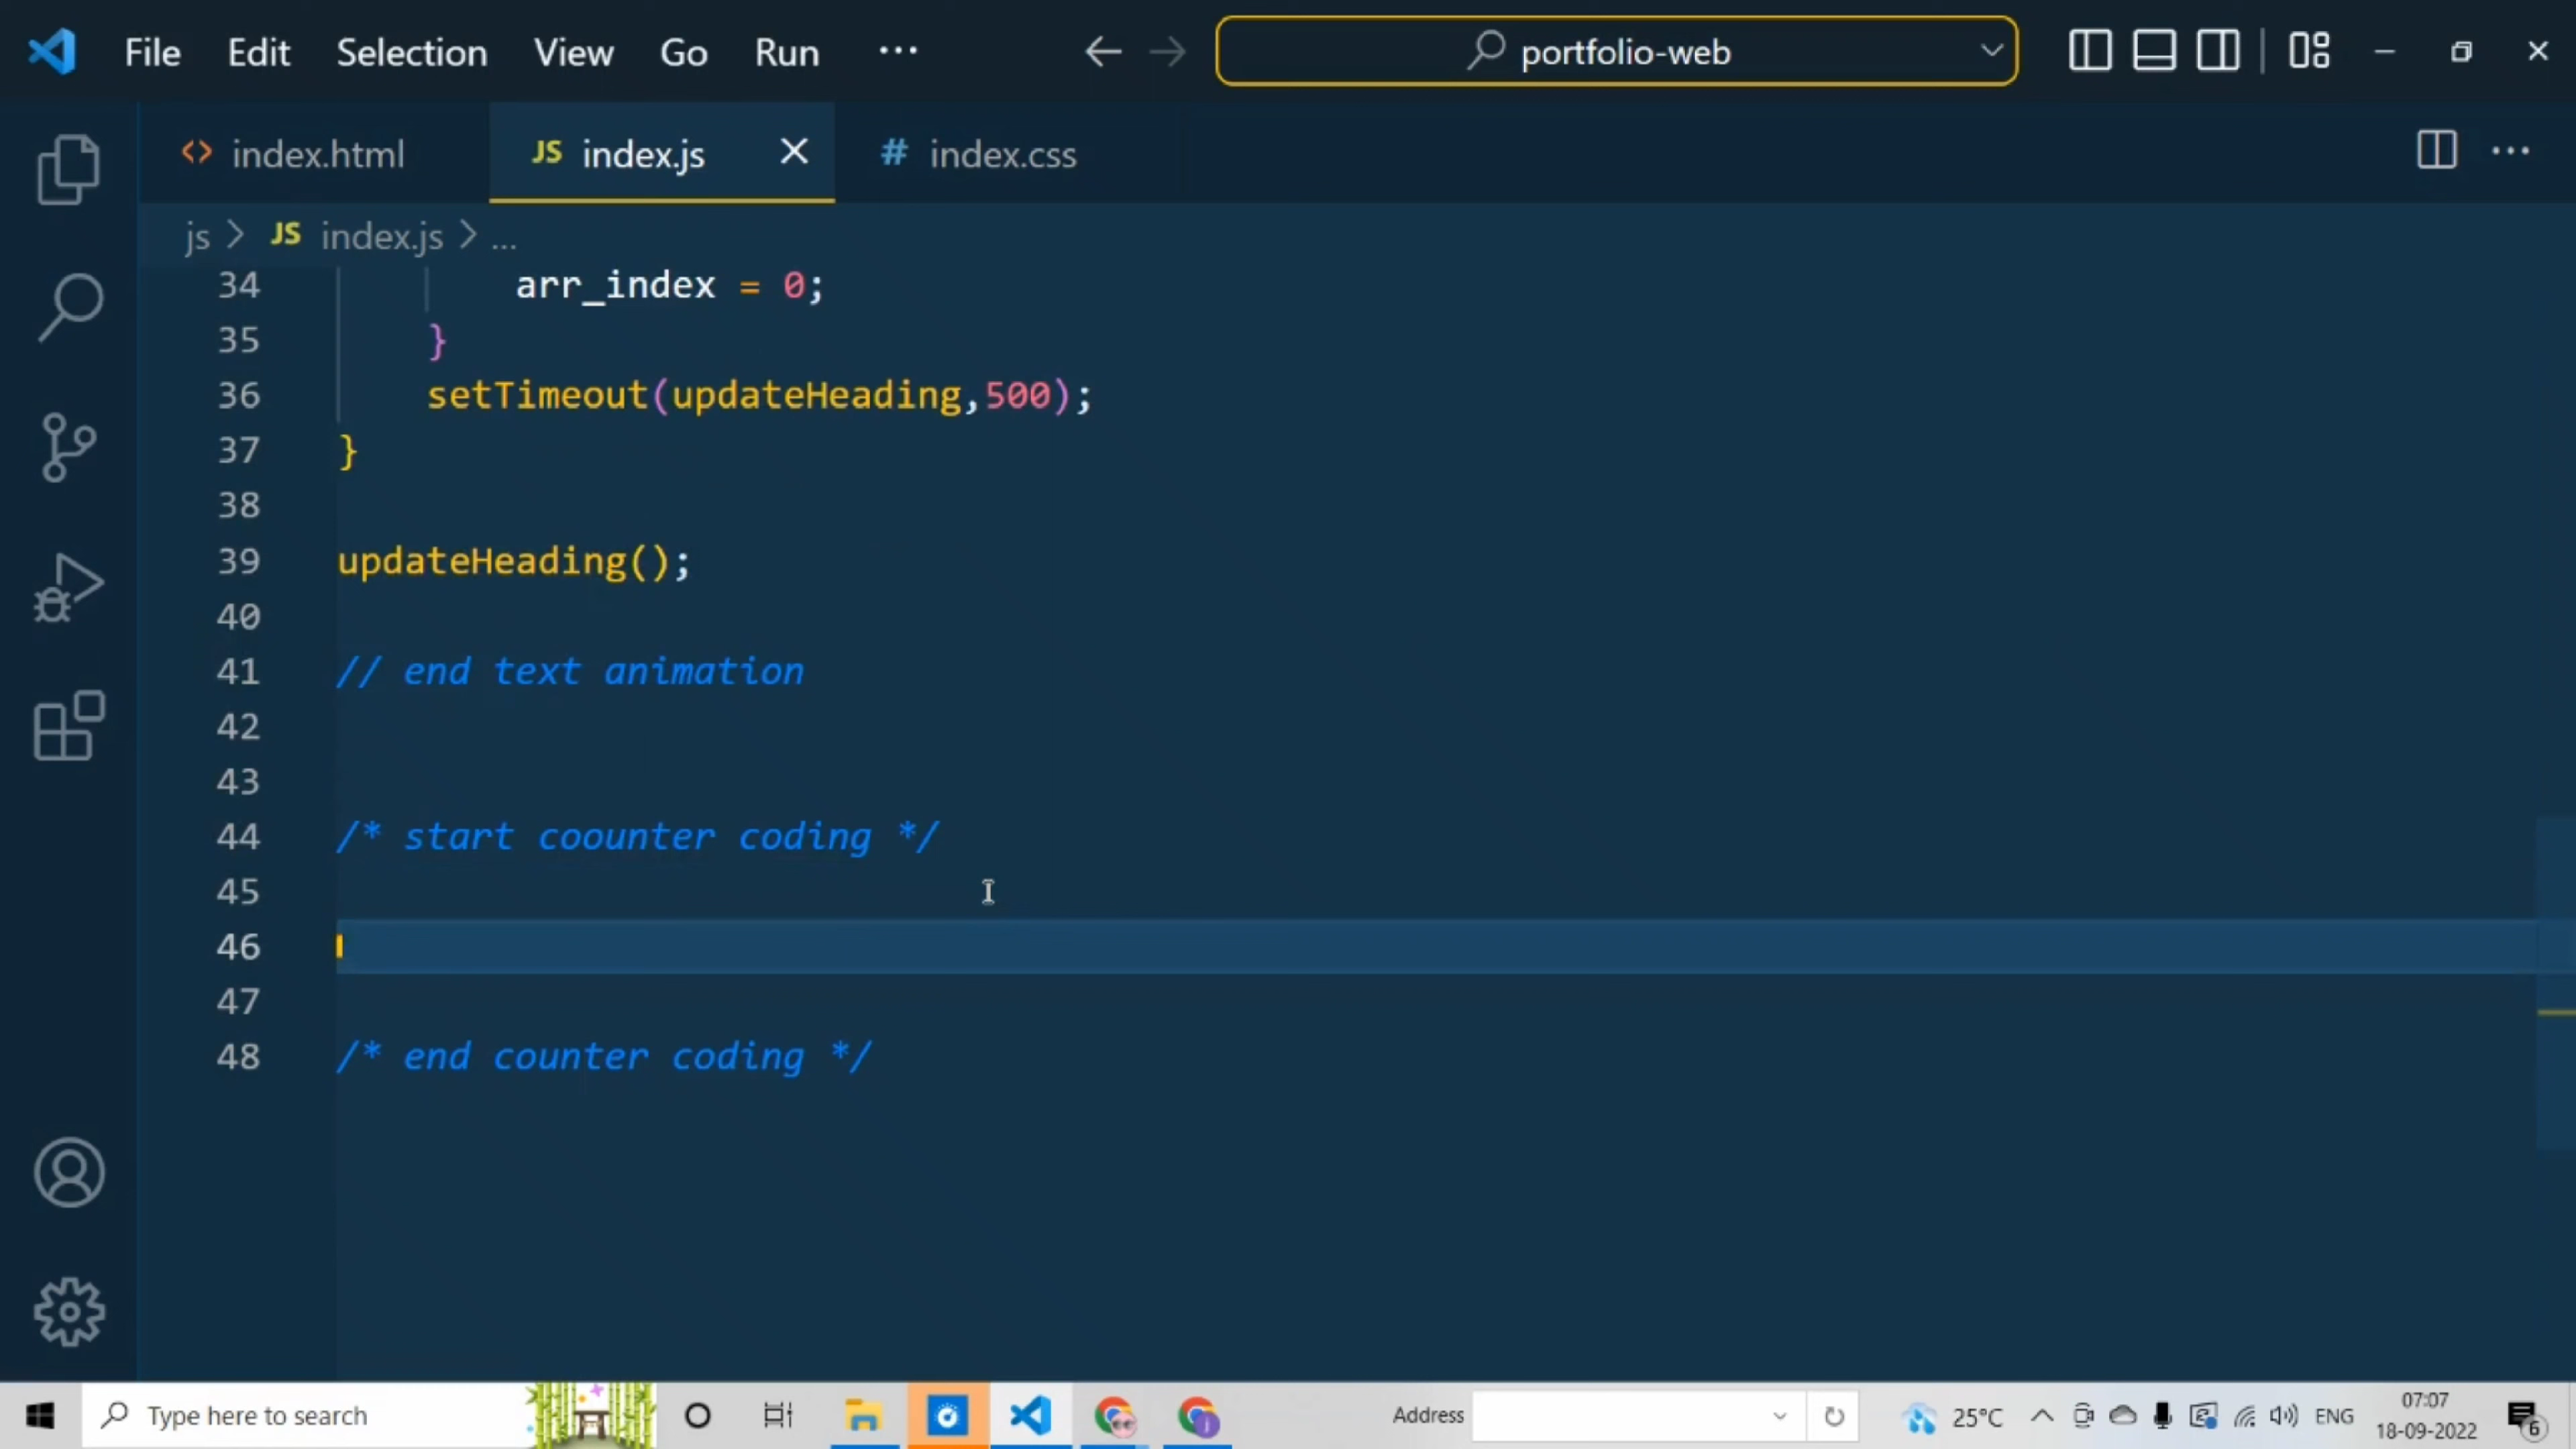 File Edit Selection View Go Run ··· portfolio-web
<> index.html JS index.js # index.css
js > JS index.js > ...
34 arr_index = 0;
35 }
36 setTimeout(updateHeading,500);
37 }
38
39 updateHeading();
40
41 // end text animation
42
43
44 /* start coounter coding */
45
46
47
48 /* end counter coding */
Type here to search Address 25°C ENG 07:07
18-09-2022 6